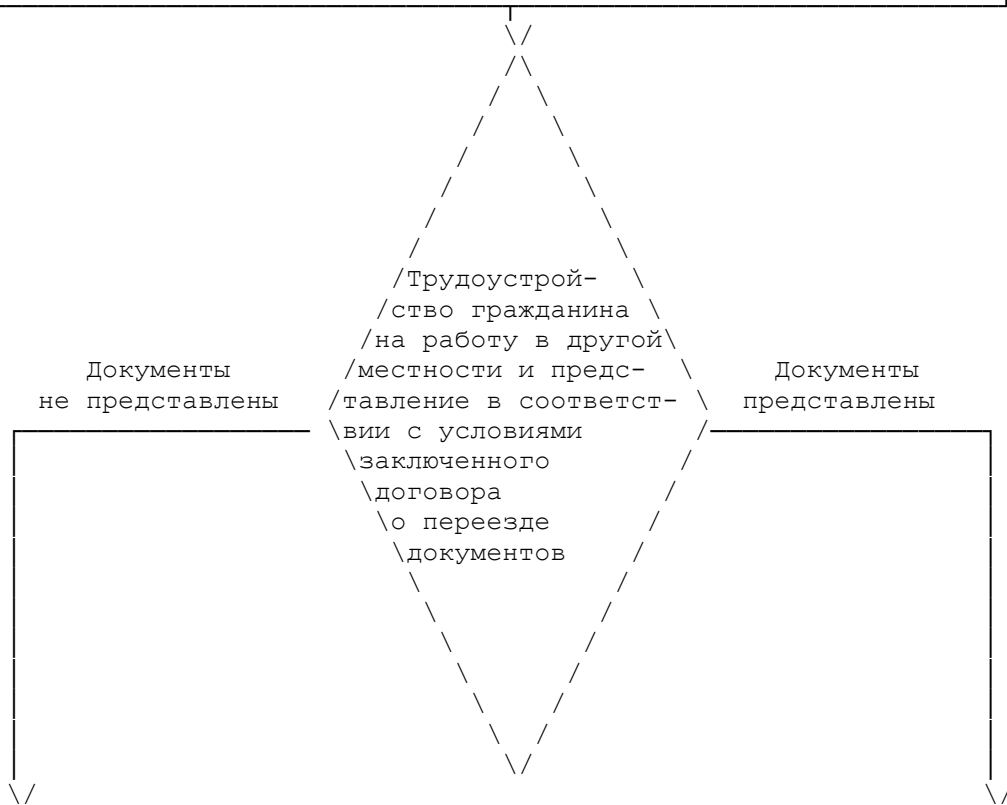 Трудоустрой-
ство гражданина
на работу в другой
местности и предс-
тавление в соответст-
вии с условиями
заключенного
договора
о переезде
документов
Документы
не представлены
Документы
представлены